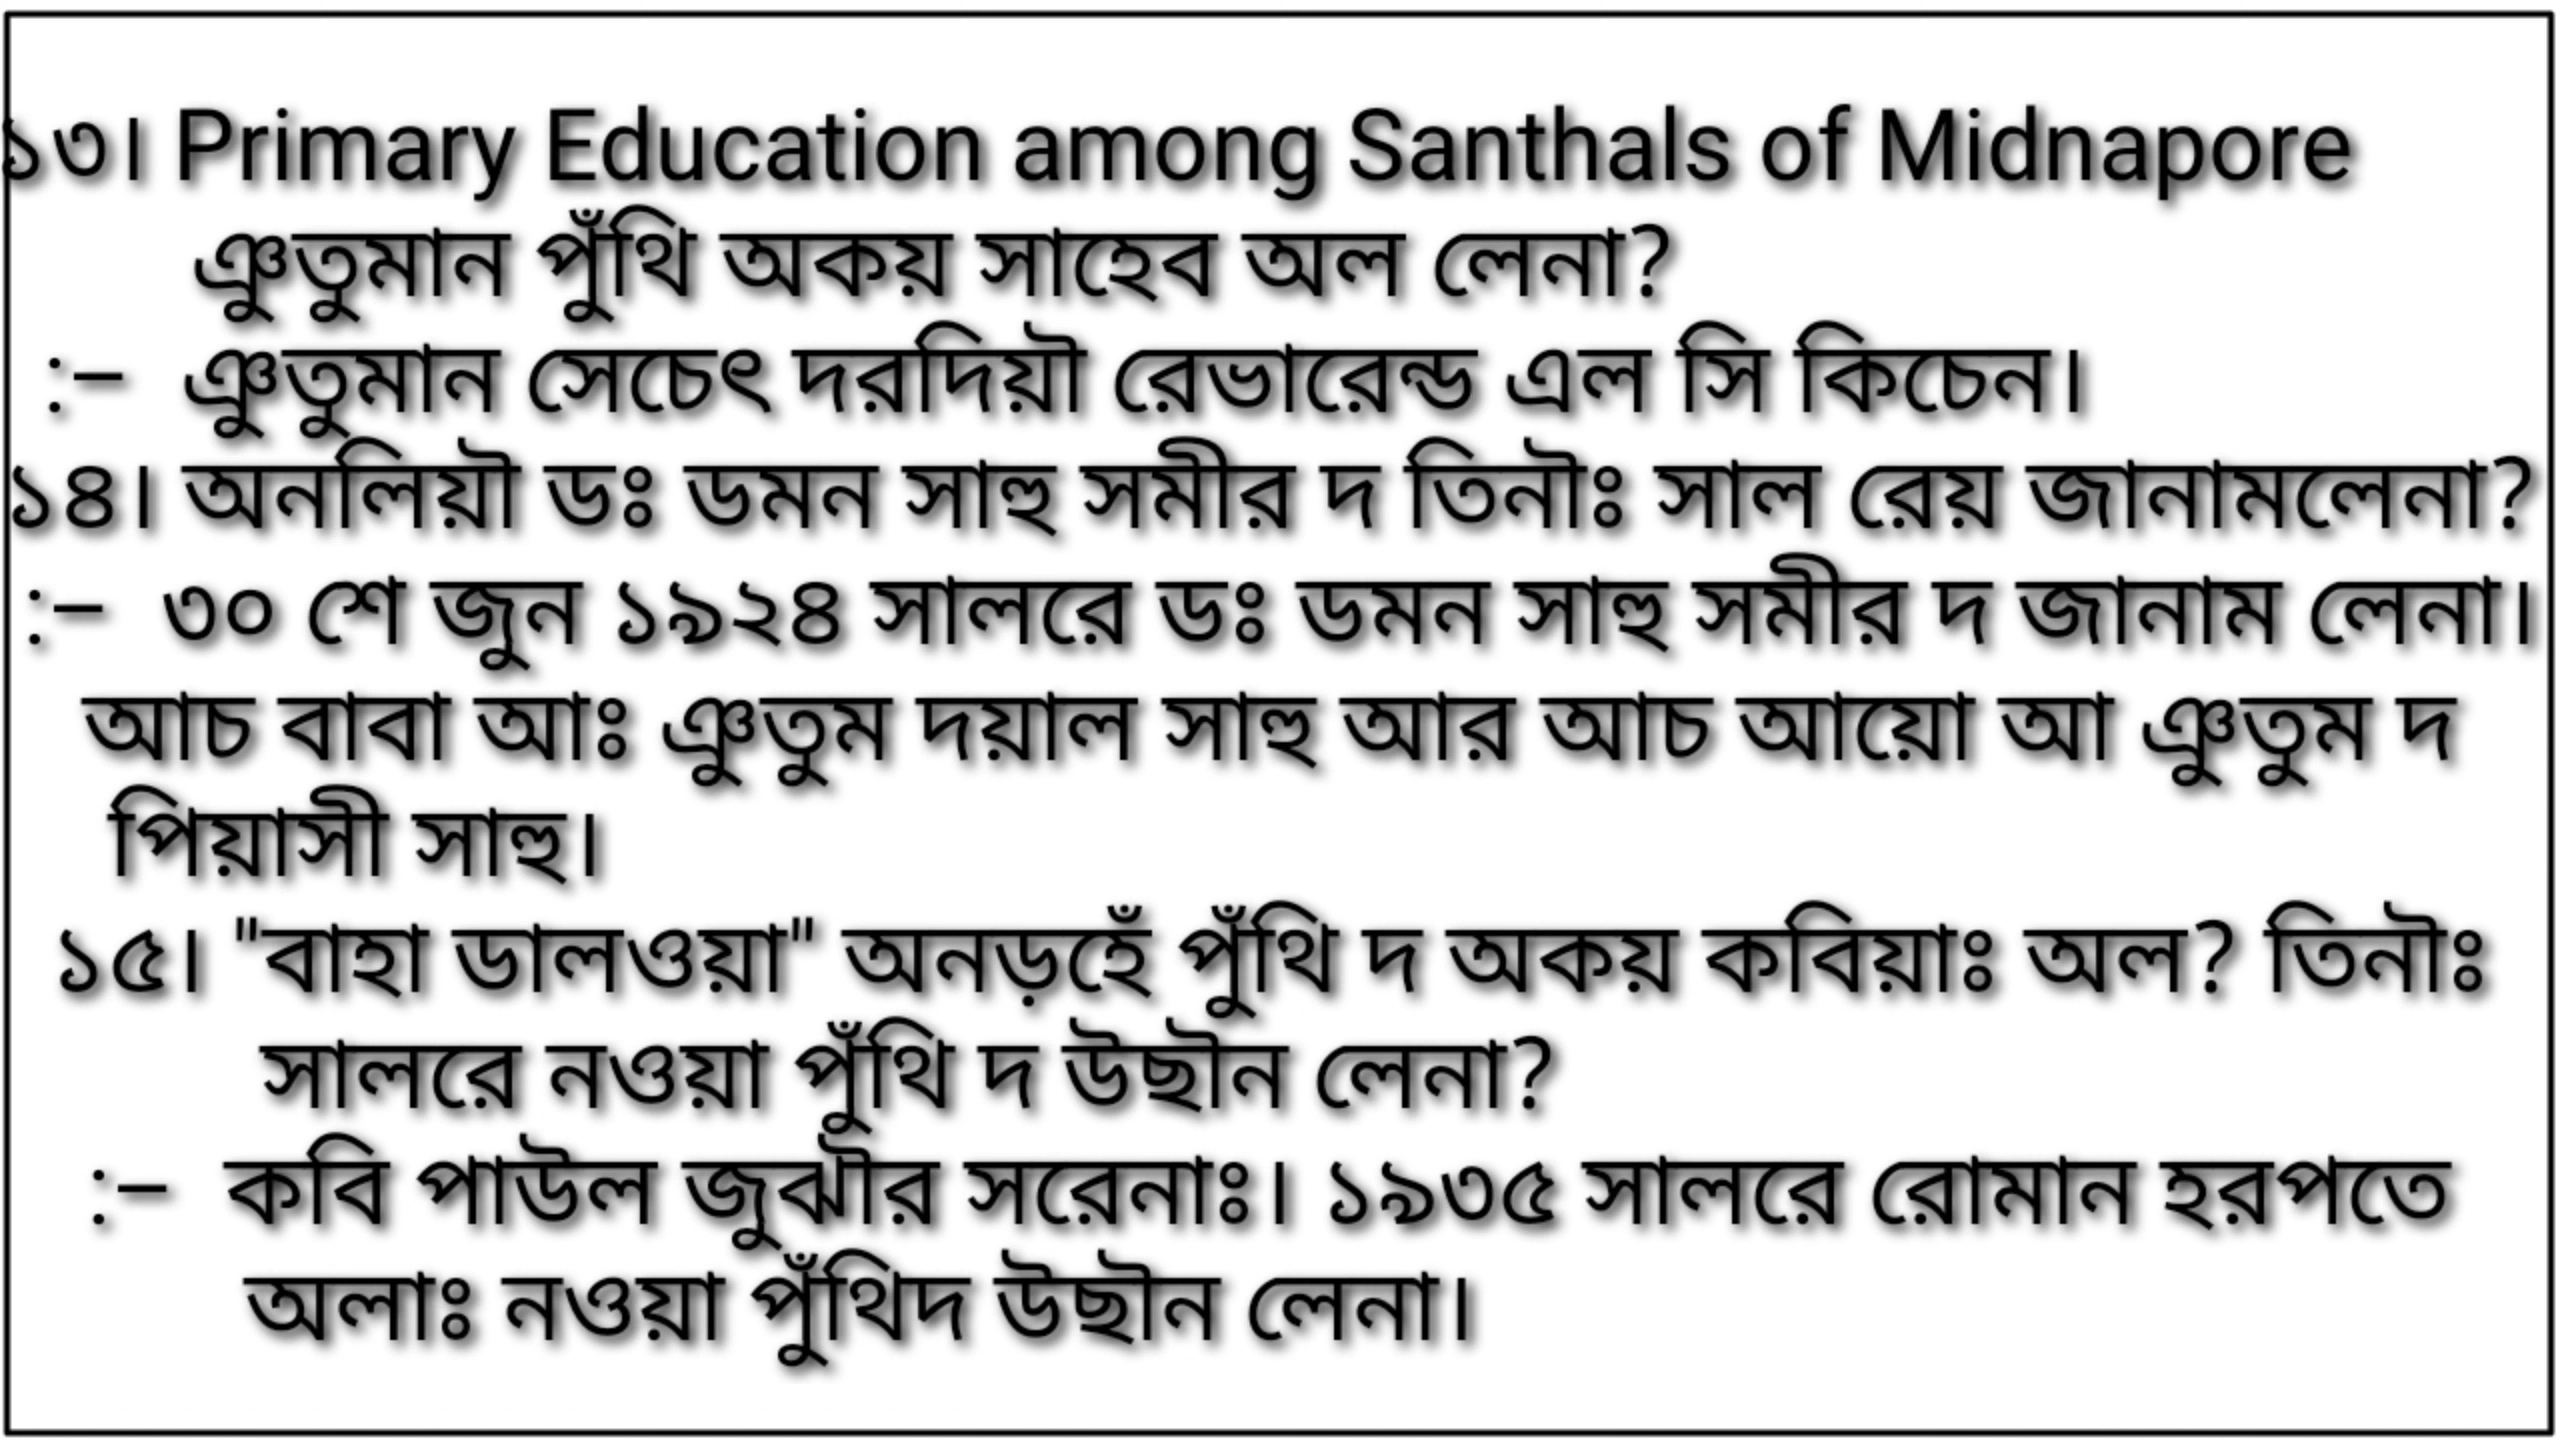 ১৩। Primary Education among Santhals of Midnapore
ঞুতুমান পুঁথি অকয় সাহেব অল লেনা?
:– ঞুতুমান সেচেৎ দরদিয়ৗ রেভারেন্ড এল সি কিচেন।
১৪। অনলিয়ৗ ডঃ ডমন সাহু সমীর দ তিনৗঃ সাল রেয় জানামলেনা?
:– ৩০ শে জুন ১৯২৪ সালরে ডঃ ডমন সাহু সমীর দ জানাম লেনা।
আচ বাবা আঃ ঞুতুম দয়াল সাহু আর আচ আয়ো আ ঞুতুম দ
পিয়াসী সাহু।
১৫। "বাহা ডালওয়া" অনড়হেঁ পুঁথি দ অকয় কবিয়াঃ অল? তিনৗঃ
সালরে নওয়া পুঁথি দ উছৗন লেনা?
:– কবি পাউল জুঝৗর সরেনাঃ। ১৯৩৫ সালরে রোমান হরপতে
অলাঃ নওয়া পুঁথিদ উছৗন লেনা।